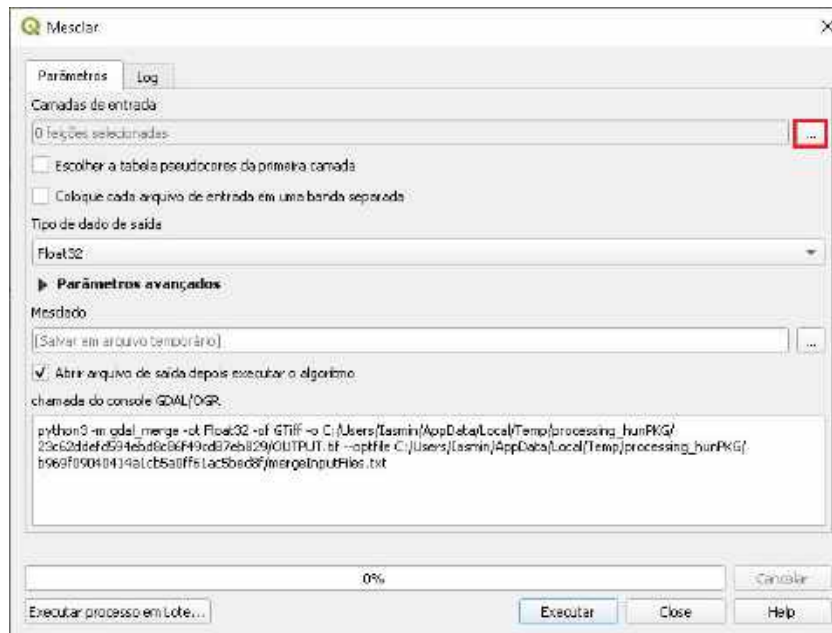 Mesclar
Parâmetros Log
Camadas de entrada
0 feições selecionadas
...
Escolher a tabela pseudocores da primeira camada
Coloque cada arquivo de entrada em uma banda separada
Tipo de dado de saída
Float32
Parâmetros avançados
Mesclado
[Salvar em arquivo temporário]
...
Abrir arquivo de saída depois executar o algoritmo
chamada do console GDAL/OGR
python3 -m gdal_merge -ot Float32 -of GTiff -o C:/Users/Iasmin/AppData/Local/Temp/processing_hunPKG/
/OUTPUT.tif --optfile C:/Users/Iasmin/AppData/Local/Temp/processing_hunPKG/
/mergeInputFiles.txt
0%
Cancelar
Executar processo em Lote...
Executar
Close
Help